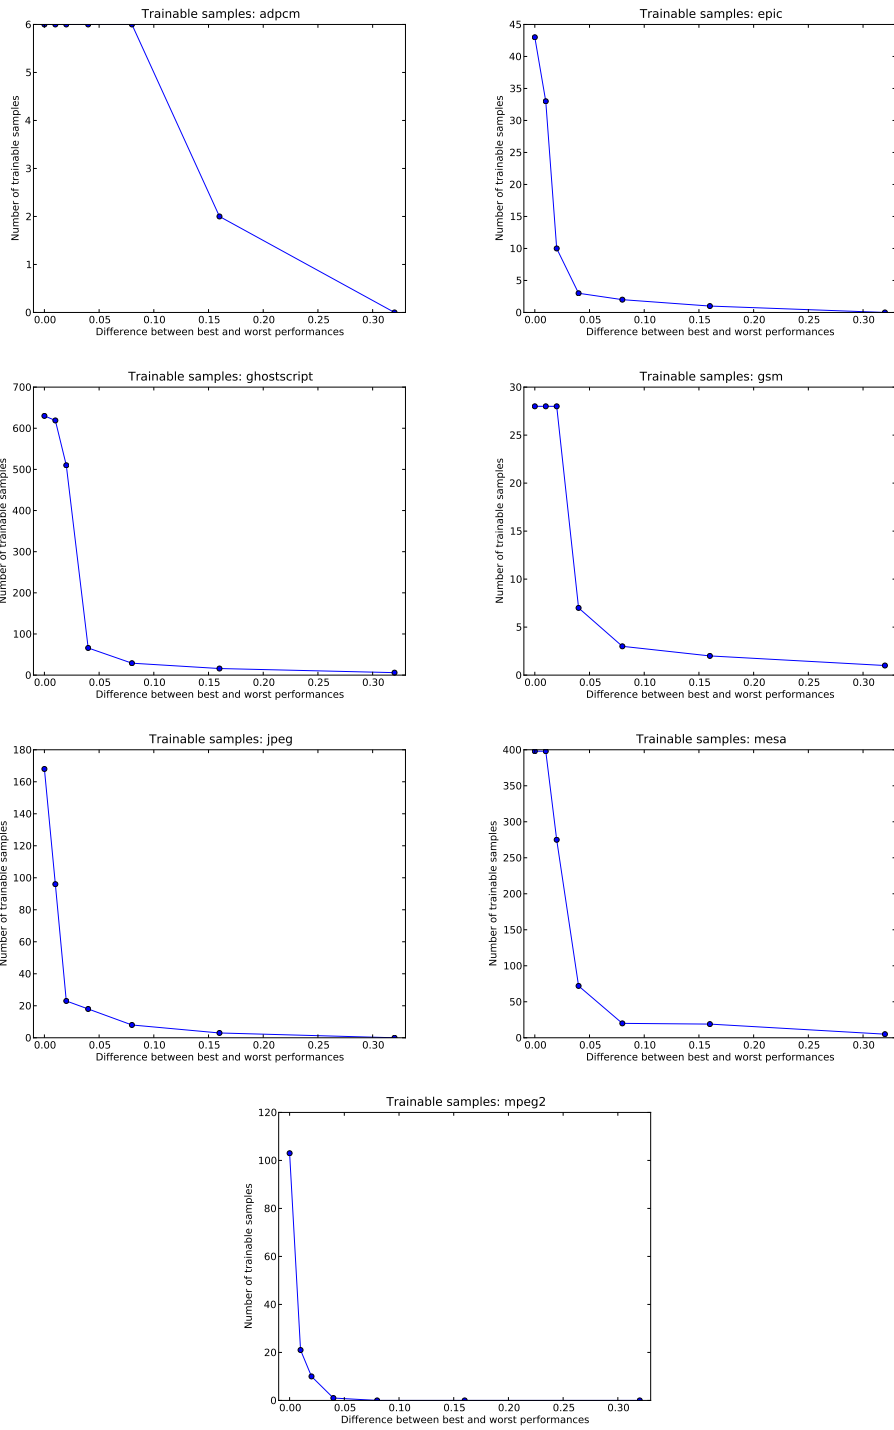 Trainable samples: adpcm
6
5
4
3
2
1
0
Number of trainable samples
0.00 0.05 0.10 0.15 0.20 0.25 0.30
Difference between best and worst performances
Trainable samples: epic
45
40
35
30
25
20
15
10
5
0
Number of trainable samples
0.00 0.05 0.10 0.15 0.20 0.25 0.30
Difference between best and worst performances
Trainable samples: ghostscript
700
600
500
400
300
200
100
0
Number of trainable samples
0.00 0.05 0.10 0.15 0.20 0.25 0.30
Difference between best and worst performances
Trainable samples: gsm
30
25
20
15
10
5
0
Number of trainable samples
0.00 0.05 0.10 0.15 0.20 0.25 0.30
Difference between best and worst performances
Trainable samples: jpeg
180
160
140
120
100
80
60
40
20
0
Number of trainable samples
0.00 0.05 0.10 0.15 0.20 0.25 0.30
Difference between best and worst performances
Trainable samples: mesa
400
350
300
250
200
150
100
50
0
Number of trainable samples
0.00 0.05 0.10 0.15 0.20 0.25 0.30
Difference between best and worst performances
Trainable samples: mpeg2
120
100
80
60
40
20
0
Number of trainable samples
0.00 0.05 0.10 0.15 0.20 0.25 0.30
Difference between best and worst performances